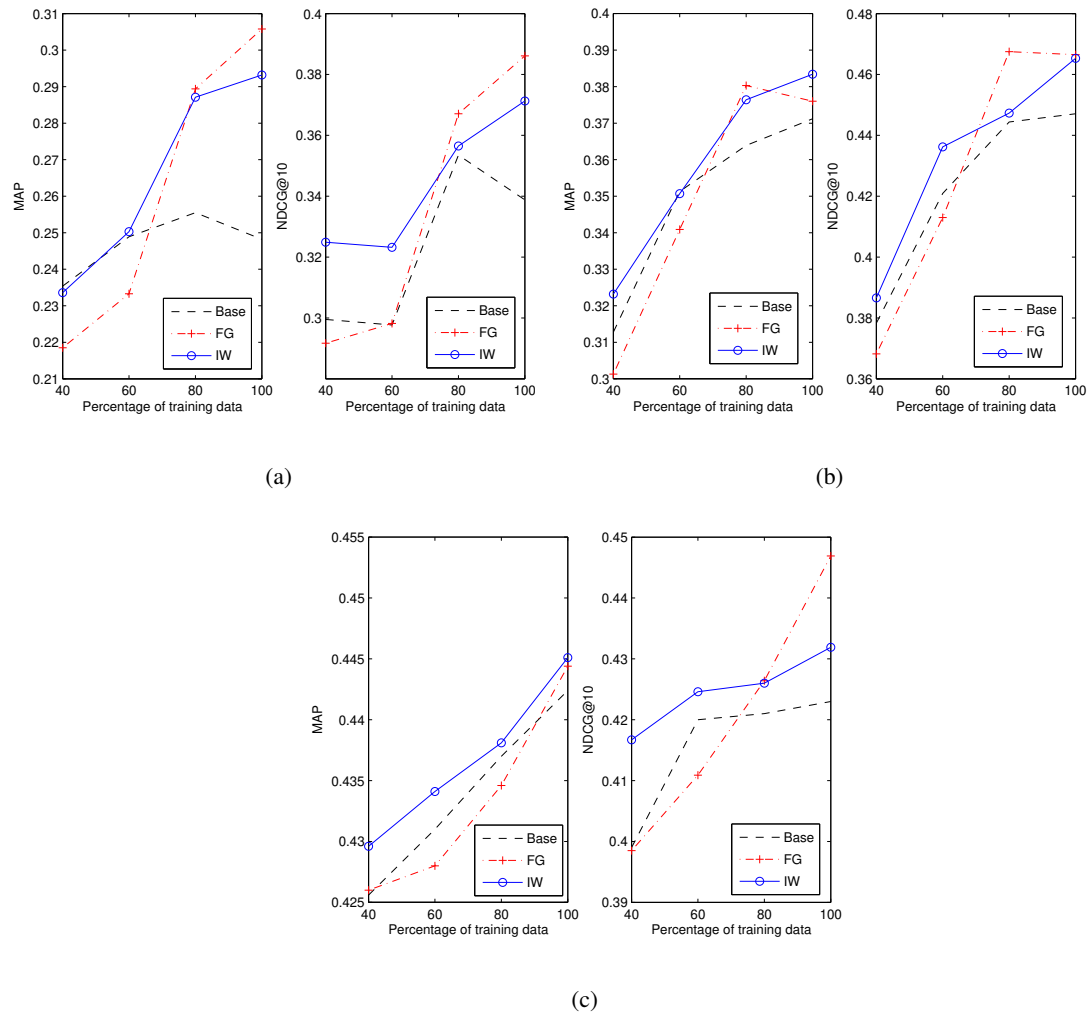 0.31
0.3
0.29
0.28
0.26
0.25
0.24
0.23
0.22
0.21
MAP
40 60 80 100
Percentage of training data
Base
FG
IW
0.4
0.38
0.36
0.34
0.32
0.3
NDCG@10
40 60 80 100
Percentage of training data
Base
FG
IW
(a)
0.4
0.39
0.38
0.37
0.36
0.35
0.34
0.33
0.32
0.31
0.3
MAP
40 60 80 100
Percentage of training data
Base
FG
IW
0.48
0.46
0.44
0.42
0.4
0.38
0.36
NDCG@10
40 60 80 100
Percentage of training data
Base
FG
IW
(b)
0.455
0.45
0.445
0.44
0.435
0.43
0.425
MAP
40 60 80 100
Percentage of training data
Base
FG
IW
0.45
0.44
0.43
0.42
0.41
0.4
0.39
NDCG@10
40 60 80 100
Percentage of training data
Base
FG
IW
(c)